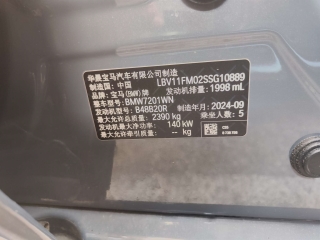 华晨宝马汽车有限公司制造
制造国：中国 LBV11FM02SSG10889
品牌：宝马(BMW)牌 发动机排量：1998 mL
整车型号：BMW7201WN
发动机型号：B48B20R 制造年月：2024-09
最大允许总质量：2390 kg 乘坐人数：5
发动机最大净功率：140 kW
最大允许牵引质量：-- kg